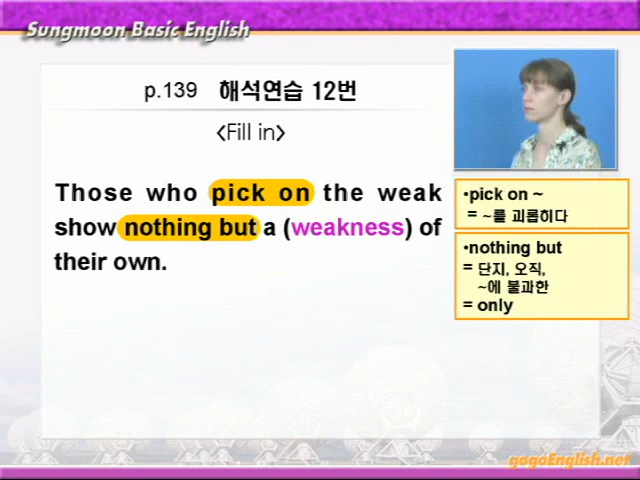 Sungmoon Basic English
p.139 해석연습 12번
<Fill in>
Those who pick on the weak
show nothing but a (weakness) of
their own.
•pick on ~
= ~를 괴롭히다
•nothing but
= 단지, 오직,
~에 불과한
= only
gogoEnglish.net